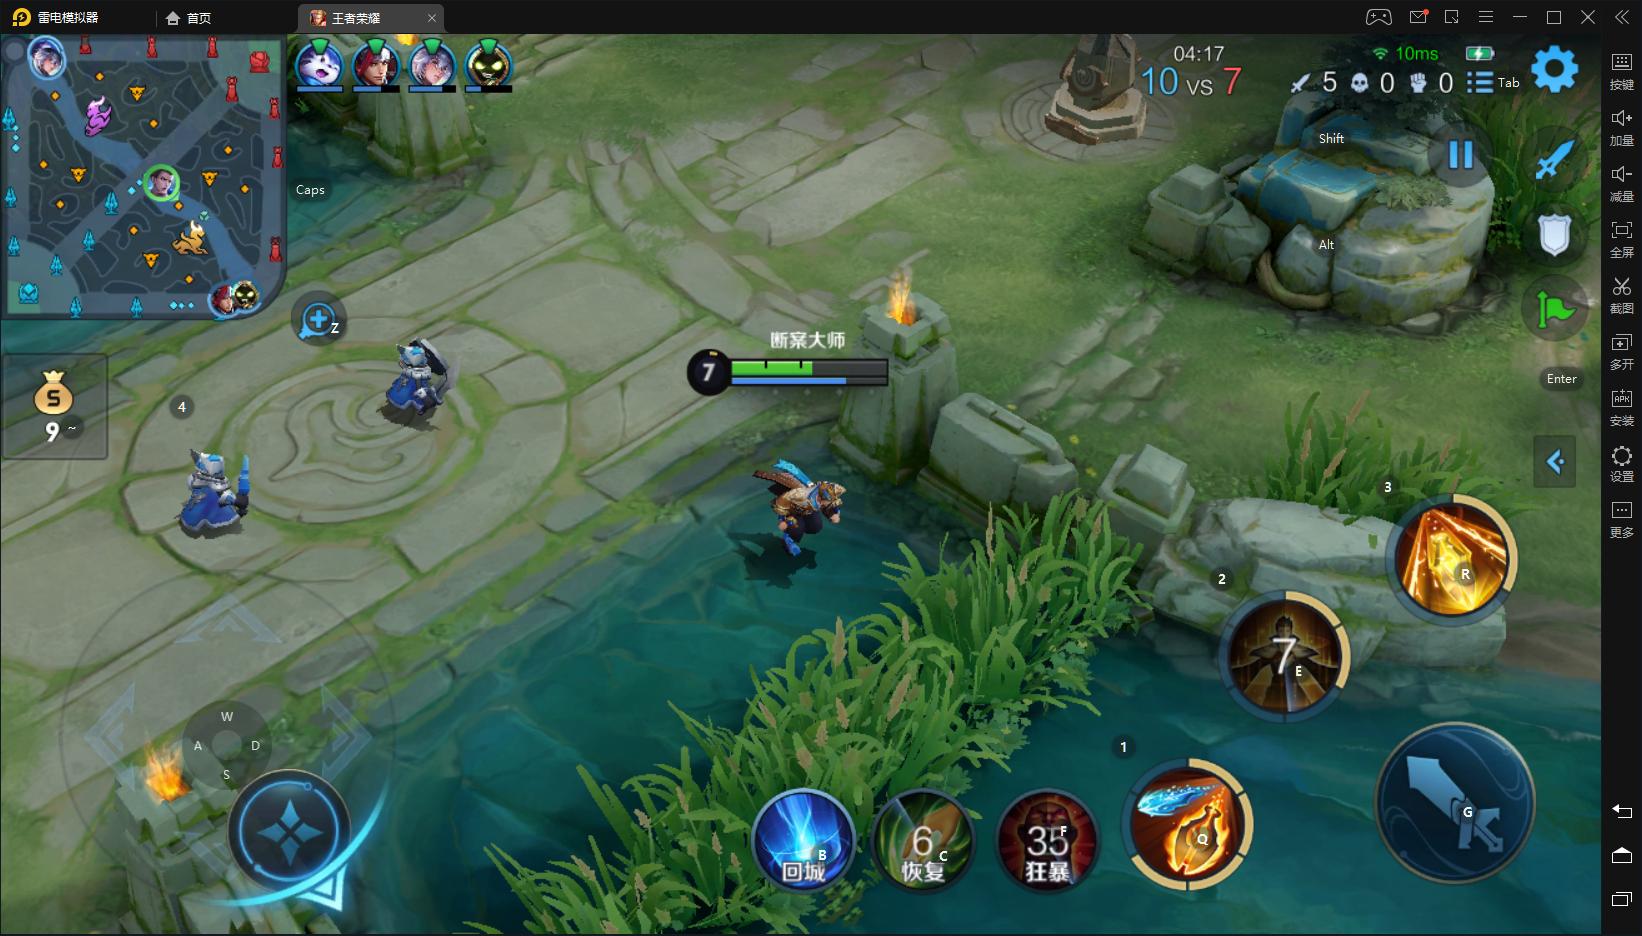 雷电模拟器
首页
王者荣耀
04:17
10 VS 7
10ms
5 0 0
Tab
按键
加量
减量
全屏
截图
多开
安装
APK
设置
更多
Shift
Alt
Enter
Caps
Z
断案大师
7
S
9 ~
4
3
R
2
7
E
1
W
A
D
S
B
回城
6
C
恢复
35
F
狂暴
Q
G